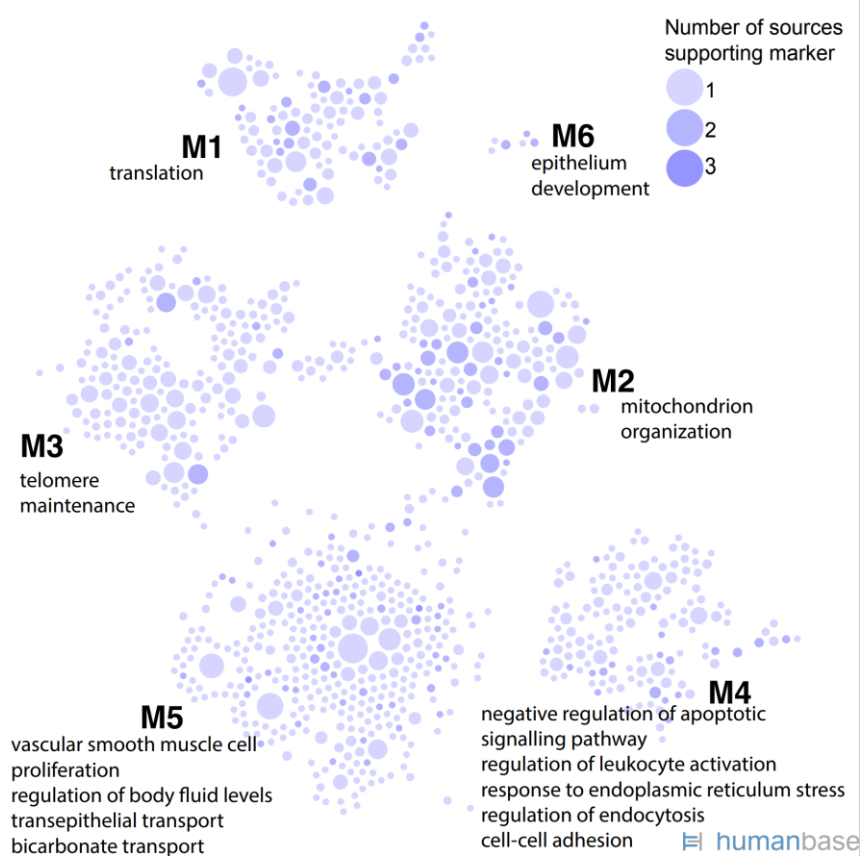 Number of sources
supporting marker
1
2
3
M1
translation
M6
epithelium
development
M2
mitochondrion
organization
M3
telomere
maintenance
M5
vascular smooth muscle cell
proliferation
regulation of body fluid levels
transepithelial transport
bicarbonate transport
M4
negative regulation of apoptotic
signalling pathway
regulation of leukocyte activation
response to endoplasmic reticulum stress
regulation of endocytosis
cell-cell adhesion
humanbase